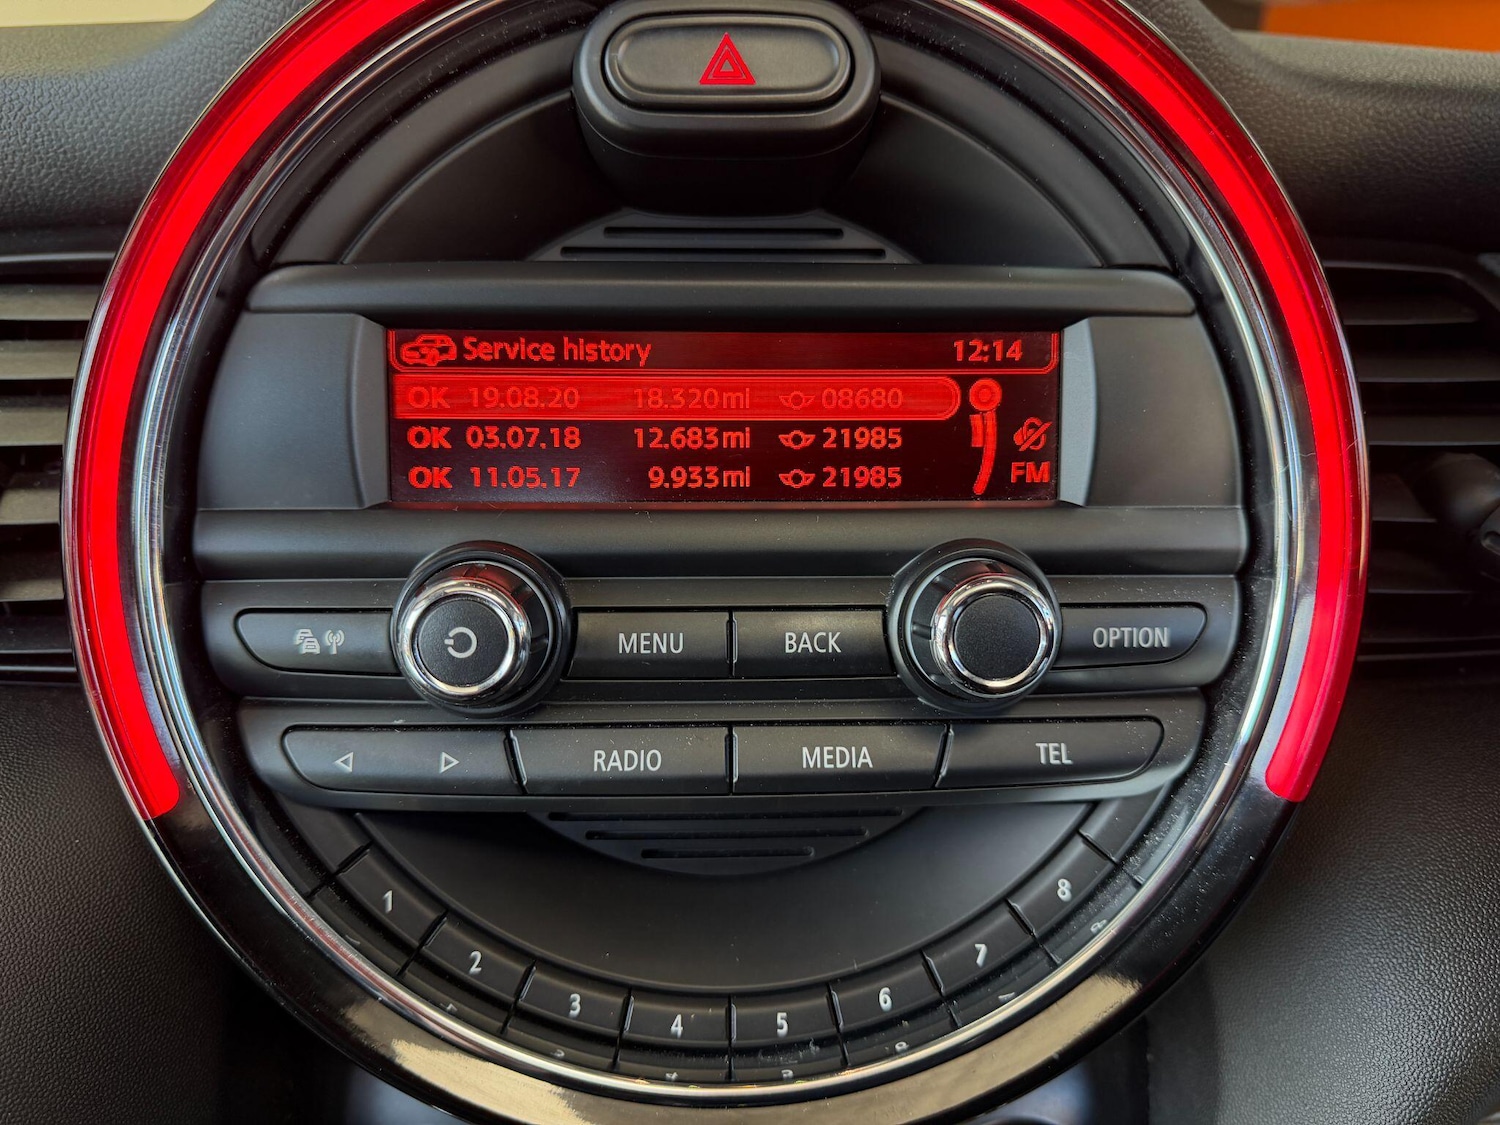 Service history 12:14
OK 19.08.20 18.320mi 08680
OK 03.07.18 12.683mi 21985
OK 11.05.17 9.933mi 21985
FM
MENU BACK OPTION
RADIO MEDIA TEL
1 2 3 4 5 6 7 8